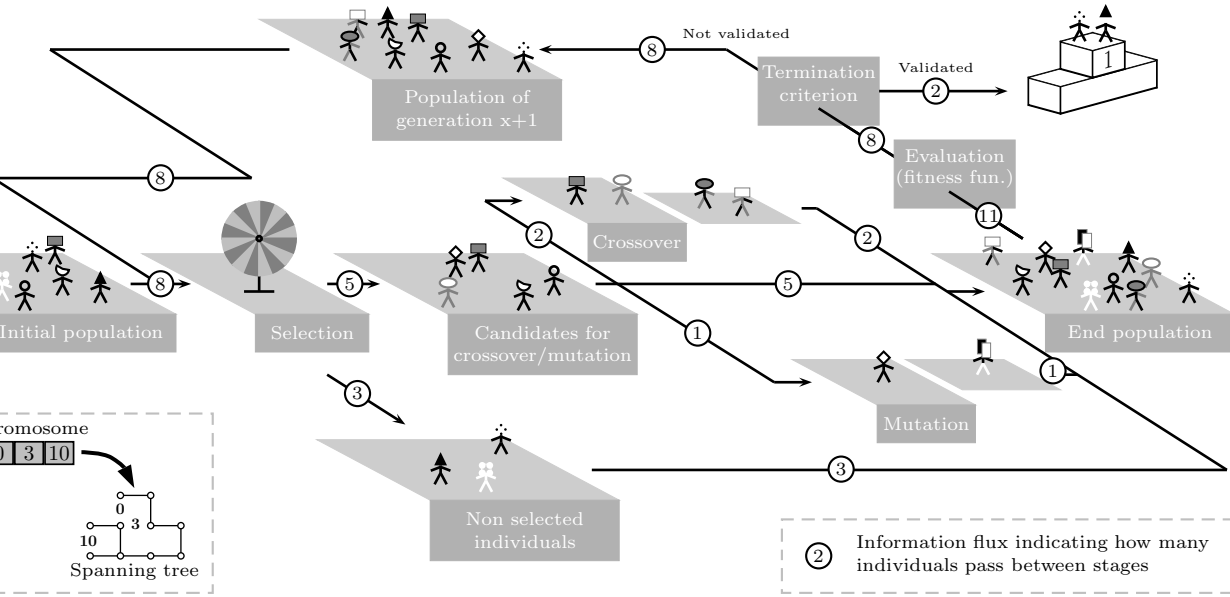 Not validated
8
Termination
criterion
Validated
2
1
Population of
generation x+1
8
Evaluation
(fitness fun.)
8
11
Crossover
2
2
8
5
5
Initial population
Selection
Candidates for
crossover/mutation
1
End population
3
1
Mutation
3
Non selected
individuals
3 10
0
3
10
Spanning tree
2
Information flux indicating how many
individuals pass between stages